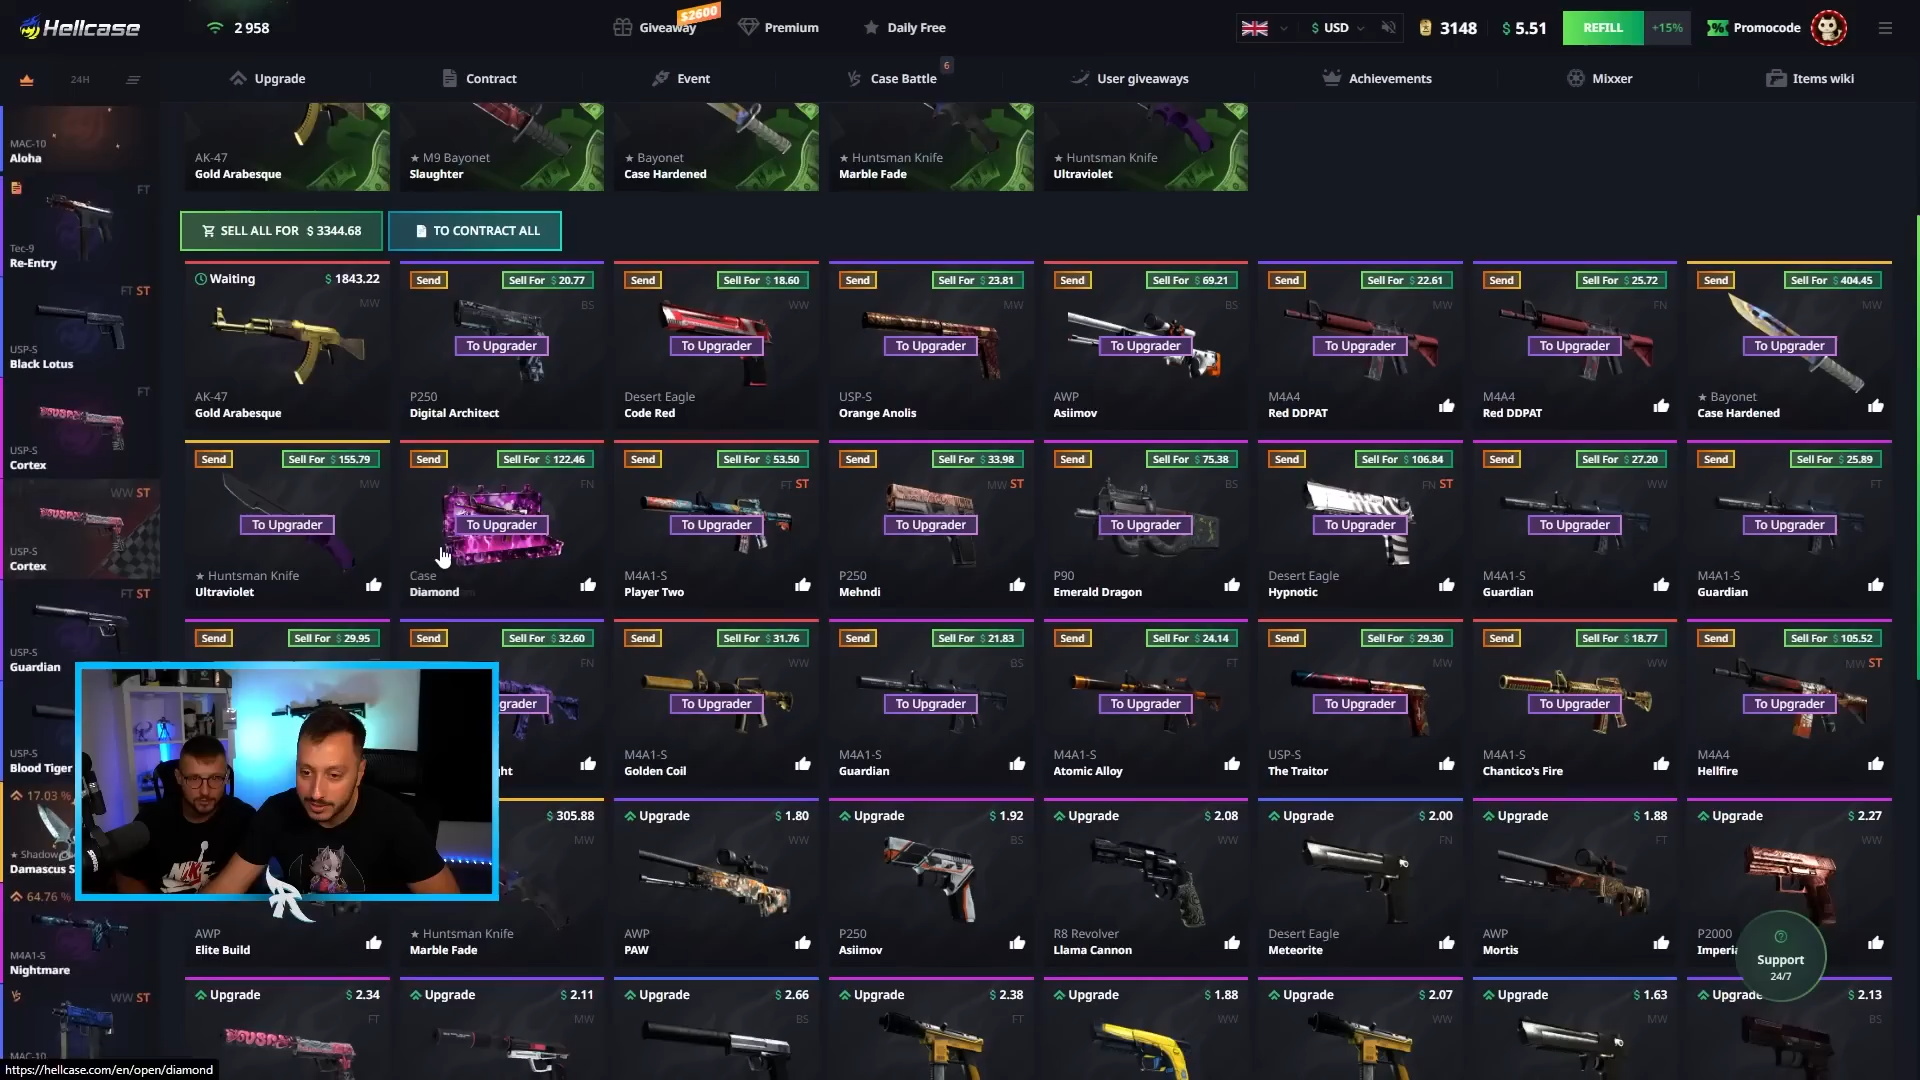 Hellcase
2 958
Giveaway
$2600
Premium
Daily Free
$ USD
3148
$ 5.51
REFILL
+15%
Promocode
24H
Upgrade
Contract
Event
Case Battle
6
User giveaways
Achievements
Mixxer
Items wiki
MAC-10
Aloha
FT
Tec-9
Re-Entry
FT ST
USP-S
Black Lotus
FT
USP-S
Cortex
WW ST
USP-S
Cortex
FT ST
USP-S
Guardian
USP-S
Blood Tiger
17.03 %
★ Shadow
Damascus S
64.76 %
M4A1-S
Nightmare
WW ST
MAC-10
AK-47
Gold Arabesque
★ M9 Bayonet
Slaughter
★ Bayonet
Case Hardened
★ Huntsman Knife
Marble Fade
★ Huntsman Knife
Ultraviolet
SELL ALL FOR $ 3344.68
TO CONTRACT ALL
Waiting
$ 1843.22
MW
AK-47
Gold Arabesque
Send
Sell For $ 20.77
BS
To Upgrader
P250
Digital Architect
Send
Sell For $ 18.60
WW
To Upgrader
Desert Eagle
Code Red
Send
Sell For $ 23.81
MW
To Upgrader
USP-S
Orange Anolis
Send
Sell For $ 69.21
BS
To Upgrader
AWP
Asiimov
Send
Sell For $ 22.61
MW
To Upgrader
M4A4
Red DDPAT
Send
Sell For $ 25.72
FN
To Upgrader
M4A4
Red DDPAT
Send
Sell For $ 404.45
MW
To Upgrader
★ Bayonet
Case Hardened
Send
Sell For $ 155.79
MW
To Upgrader
★ Huntsman Knife
Ultraviolet
Send
Sell For $ 122.46
FN
To Upgrader
Case
Diamond
Send
Sell For $ 53.50
FT ST
To Upgrader
M4A1-S
Player Two
Send
Sell For $ 33.98
MW ST
To Upgrader
P250
Mehndi
Send
Sell For $ 75.38
BS
To Upgrader
P90
Emerald Dragon
Send
Sell For $ 106.84
FN ST
To Upgrader
Desert Eagle
Hypnotic
Send
Sell For $ 27.20
WW
To Upgrader
M4A1-S
Guardian
Send
Sell For $ 25.89
FT
To Upgrader
M4A1-S
Guardian
Send
Sell For $ 29.95
Send
Sell For $ 32.60
FN
grader
ht
Send
Sell For $ 31.76
WW
To Upgrader
M4A1-S
Golden Coil
Send
Sell For $ 21.83
BS
To Upgrader
M4A1-S
Guardian
Send
Sell For $ 24.14
FT
To Upgrader
M4A1-S
Atomic Alloy
Send
Sell For $ 29.30
MW
To Upgrader
USP-S
The Traitor
Send
Sell For $ 18.77
WW
To Upgrader
M4A1-S
Chantico's Fire
Send
Sell For $ 105.52
MW ST
To Upgrader
M4A4
Hellfire
AWP
Elite Build
$ 305.88
MW
★ Huntsman Knife
Marble Fade
Upgrade
$ 1.80
WW
AWP
PAW
Upgrade
$ 1.92
BS
P250
Asiimov
Upgrade
$ 2.08
WW
R8 Revolver
Llama Cannon
Upgrade
$ 2.00
FN
Desert Eagle
Meteorite
Upgrade
$ 1.88
FT
AWP
Mortis
Upgrade
$ 2.27
WW
P2000
Imperia
Upgrade
$ 2.34
FT
Upgrade
$ 2.11
MW
Upgrade
$ 2.66
BS
Upgrade
$ 2.38
FT
Upgrade
$ 1.88
WW
Upgrade
$ 2.07
WW
Upgrade
$ 1.63
MW
Upgrade
$ 2.13
BS
Support
24/7
NIKE
https://hellcase.com/en/open/diamond